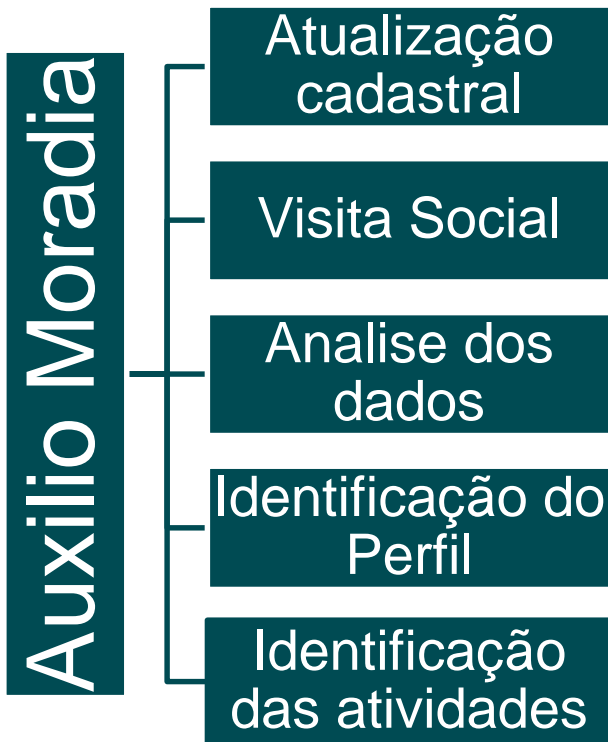 Auxilio Moradia
Atualização
cadastral
Visita Social
Analise dos
dados
Identificação do
Perfil
Identificação
das atividades